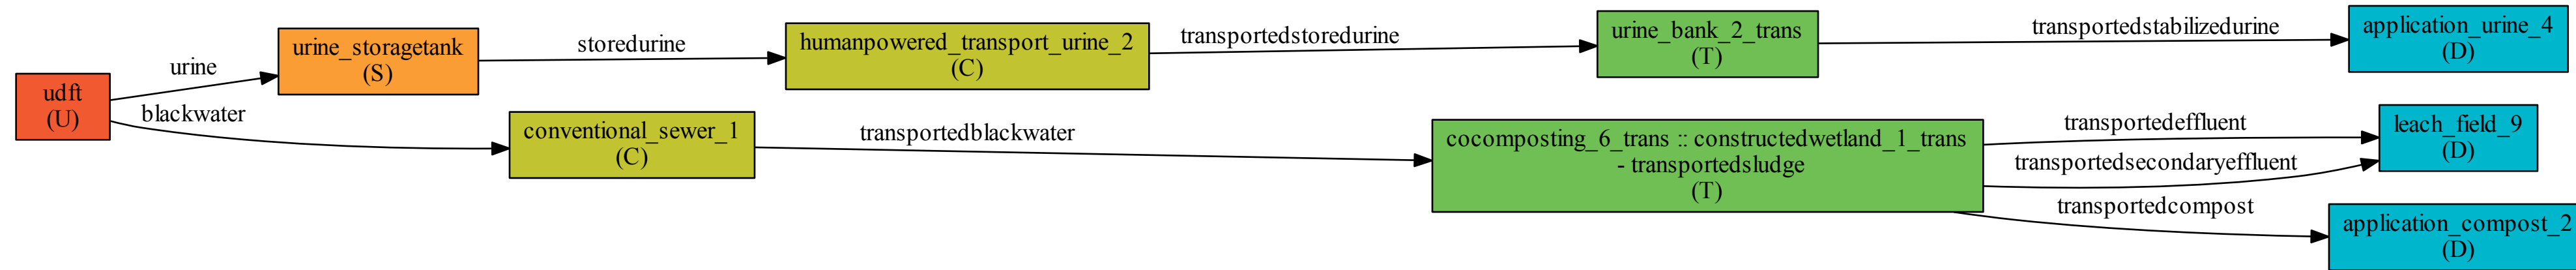 udft
(U)
urine
blackwater
urine_storagetank
(S)
storedurine
conventional_sewer_1
(C)
transportedblackwater
humanpowered_transport_urine_2
(C)
transportedstoredurine
urine_bank_2_trans
(T)
transportedstabilizedurine
cocomposting_6_trans :: constructedwetland_1_trans
- transportedsludge
(T)
transportedeffluent
transportedsecondaryeffluent
transportedcompost
application_urine_4
(D)
leach_field_9
(D)
application_compost_2
(D)